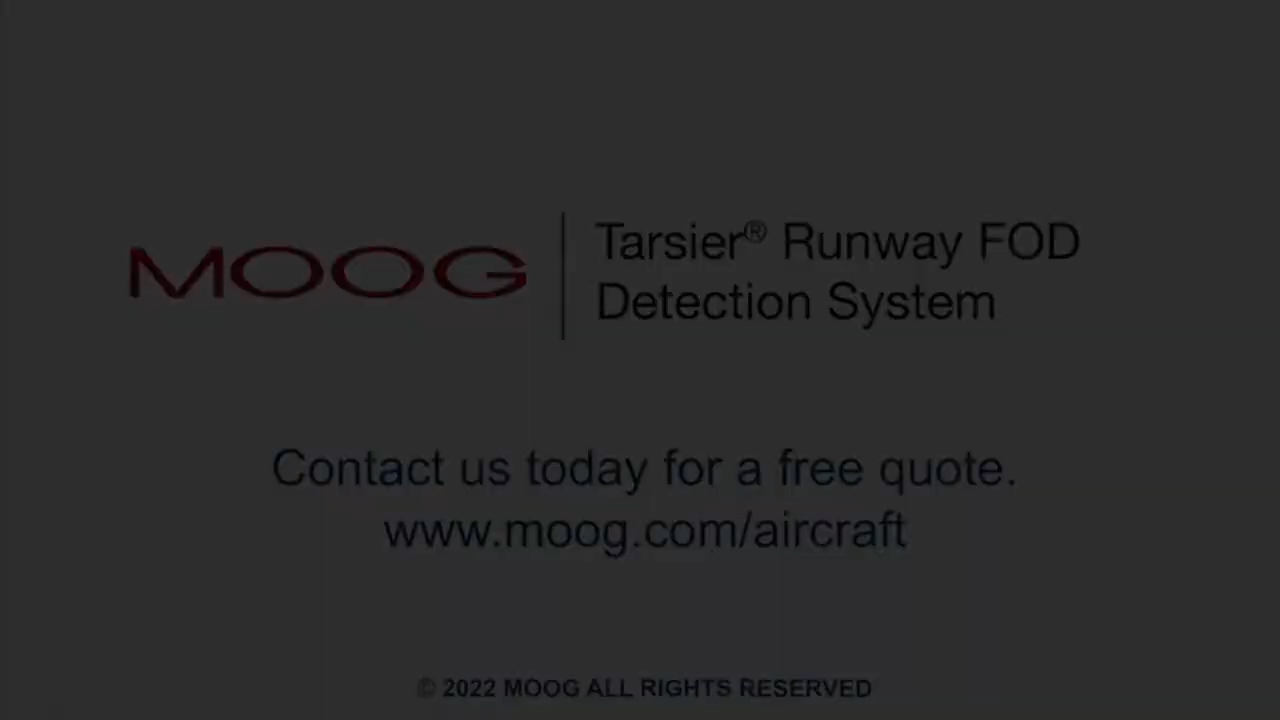 MOOG
Tarsier® Runway FOD
Detection System
Contact us today for a free quote.
www.moog.com/aircraft
© 2022 MOOG ALL RIGHTS RESERVED